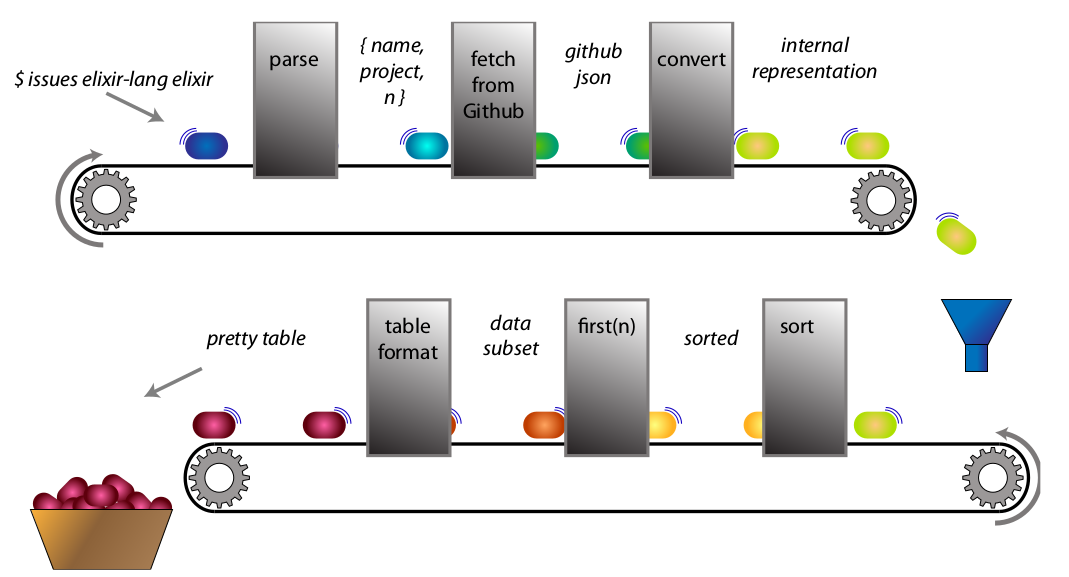 $ issues elixir-lang elixir
parse
{ name,
project,
n }
fetch
from
Github
github
json
convert
internal
representation
pretty table
table
format
data
subset
first(n)
sorted
sort